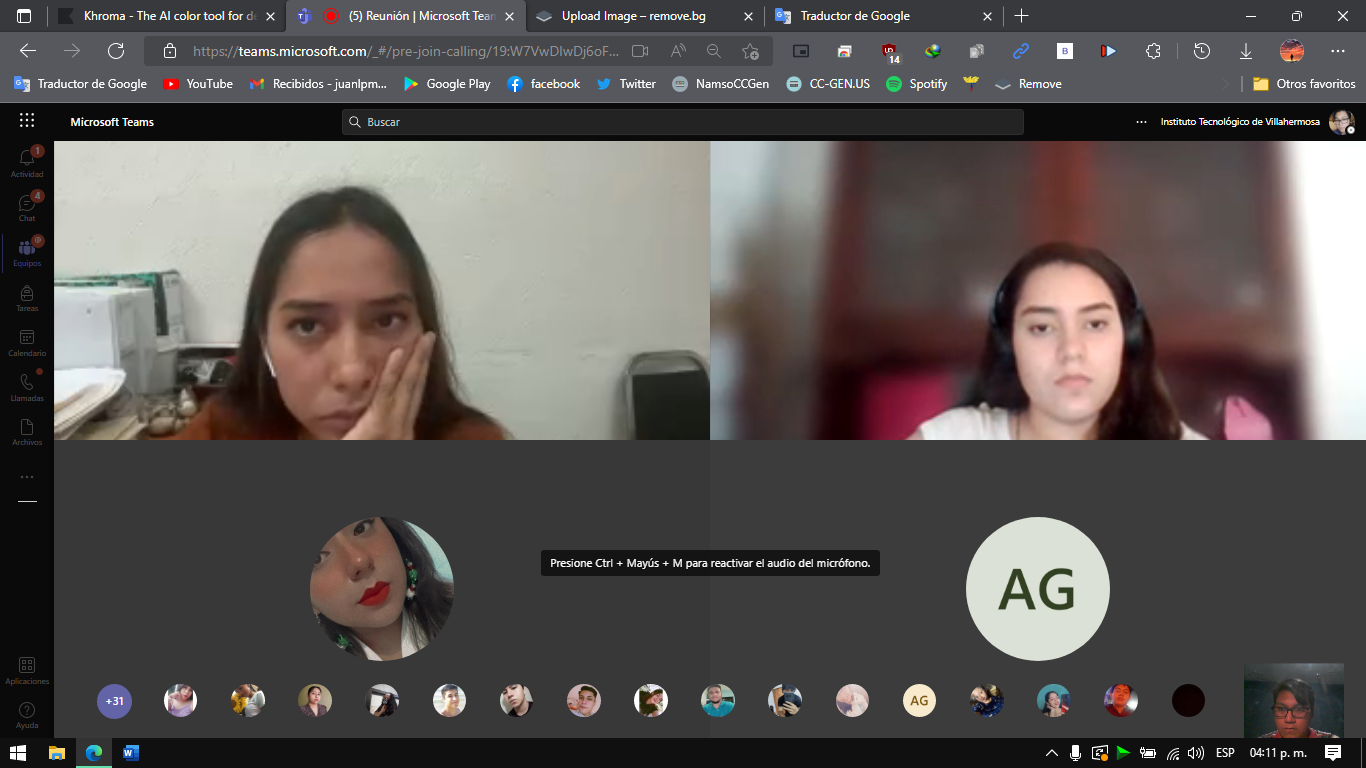 Khroma - The AI color tool for de
(5) Reunión | Microsoft Team
Upload Image – remove.bg
Traductor de Google
https://teams.microsoft.com/_#/pre-join-calling/19:W7VwDlwDj6oF...
14
Traductor de Google
YouTube
Recibidos - juanlpm...
Google Play
facebook
Twitter
NamsoCCGen
CC-GEN.US
Spotify
Remove
Otros favoritos
Microsoft Teams
Buscar
Instituto Tecnológico de Villahermosa
1
Actividad
4
Chat
@
Equipos
Tareas
Calendario
Llamadas
Archivos
Aplicaciones
Ayuda
Presione Ctrl + Mayús + M para reactivar el audio del micrófono.
AG
+31
AG
ESP
04:11 p. m.